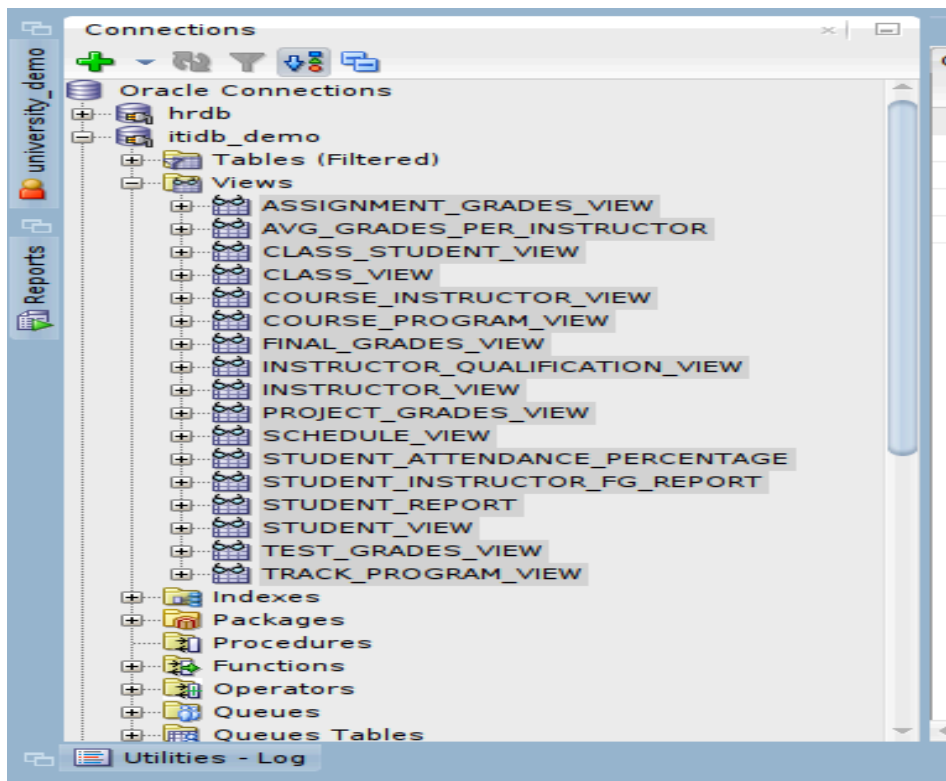 university_demo
Reports
Connections
Oracle Connections
hrdb
itidb_demo
Tables (Filtered)
Views
ASSIGNMENT_GRADES_VIEW
AVG_GRADES_PER_INSTRUCTOR
CLASS_STUDENT_VIEW
CLASS_VIEW
COURSE_INSTRUCTOR_VIEW
COURSE_PROGRAM_VIEW
FINAL_GRADES_VIEW
INSTRUCTOR_QUALIFICATION_VIEW
INSTRUCTOR_VIEW
PROJECT_GRADES_VIEW
SCHEDULE_VIEW
STUDENT_ATTENDANCE_PERCENTAGE
STUDENT_INSTRUCTOR_FG_REPORT
STUDENT_REPORT
STUDENT_VIEW
TEST_GRADES_VIEW
TRACK_PROGRAM_VIEW
Indexes
Packages
Procedures
Functions
Operators
Queues
Queues Tables
Utilities - Log